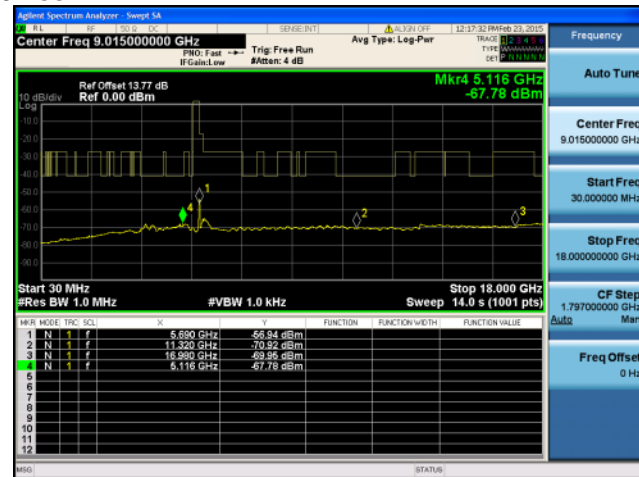 Agilent Spectrum Analyzer - Swept SA
RL RF 50 Ω DC SENSE:INT ALIGN OFF 12:17:32 PM Feb 23, 2015
Center Freq 9.015000000 GHz
PNO: Fast
IFGain:Low
Trig: Free Run
#Atten: 4 dB
Avg Type: Log-Pwr
TRACE 1 2 3 4 5 6
TYPE
DET P N N N N N
Frequency
Mkr4 5.116 GHz
-67.78 dBm
Ref Offset 13.77 dB
10 dB/div Ref 0.00 dBm
Log
-10.0
-20.0
-30.0
-40.0
-50.0
-60.0
-70.0
-80.0
-90.0
1
4
2
3
Start 30 MHz
Stop 18.000 GHz
#Res BW 1.0 MHz #VBW 1.0 kHz Sweep 14.0 s (1001 pts)
MKR MODE TRC SCL X Y FUNCTION FUNCTION WIDTH FUNCTION VALUE
1 N 1 f 5.690 GHz -56.94 dBm
2 N 1 f 11.320 GHz -70.92 dBm
3 N 1 f 16.980 GHz -69.95 dBm
4 N 1 f 5.116 GHz -67.78 dBm
5
6
7
8
9
10
11
12
MSG STATUS
Auto Tune
Center Freq
9.015000000 GHz
Start Freq
30.000000 MHz
Stop Freq
18.000000000 GHz
CF Step
1.797000000 GHz
Auto Man
Freq Offset
0 Hz